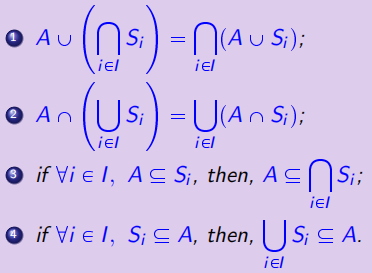 1 A ∪ (⋂_{i∈I} S_i) = ⋂_{i∈I} (A ∪ S_i);
2 A ∩ (⋃_{i∈I} S_i) = ⋃_{i∈I} (A ∩ S_i);
3 if ∀i ∈ I, A ⊆ S_i, then, A ⊆ ⋂_{i∈I} S_i;
4 if ∀i ∈ I, S_i ⊆ A, then, ⋃_{i∈I} S_i ⊆ A.